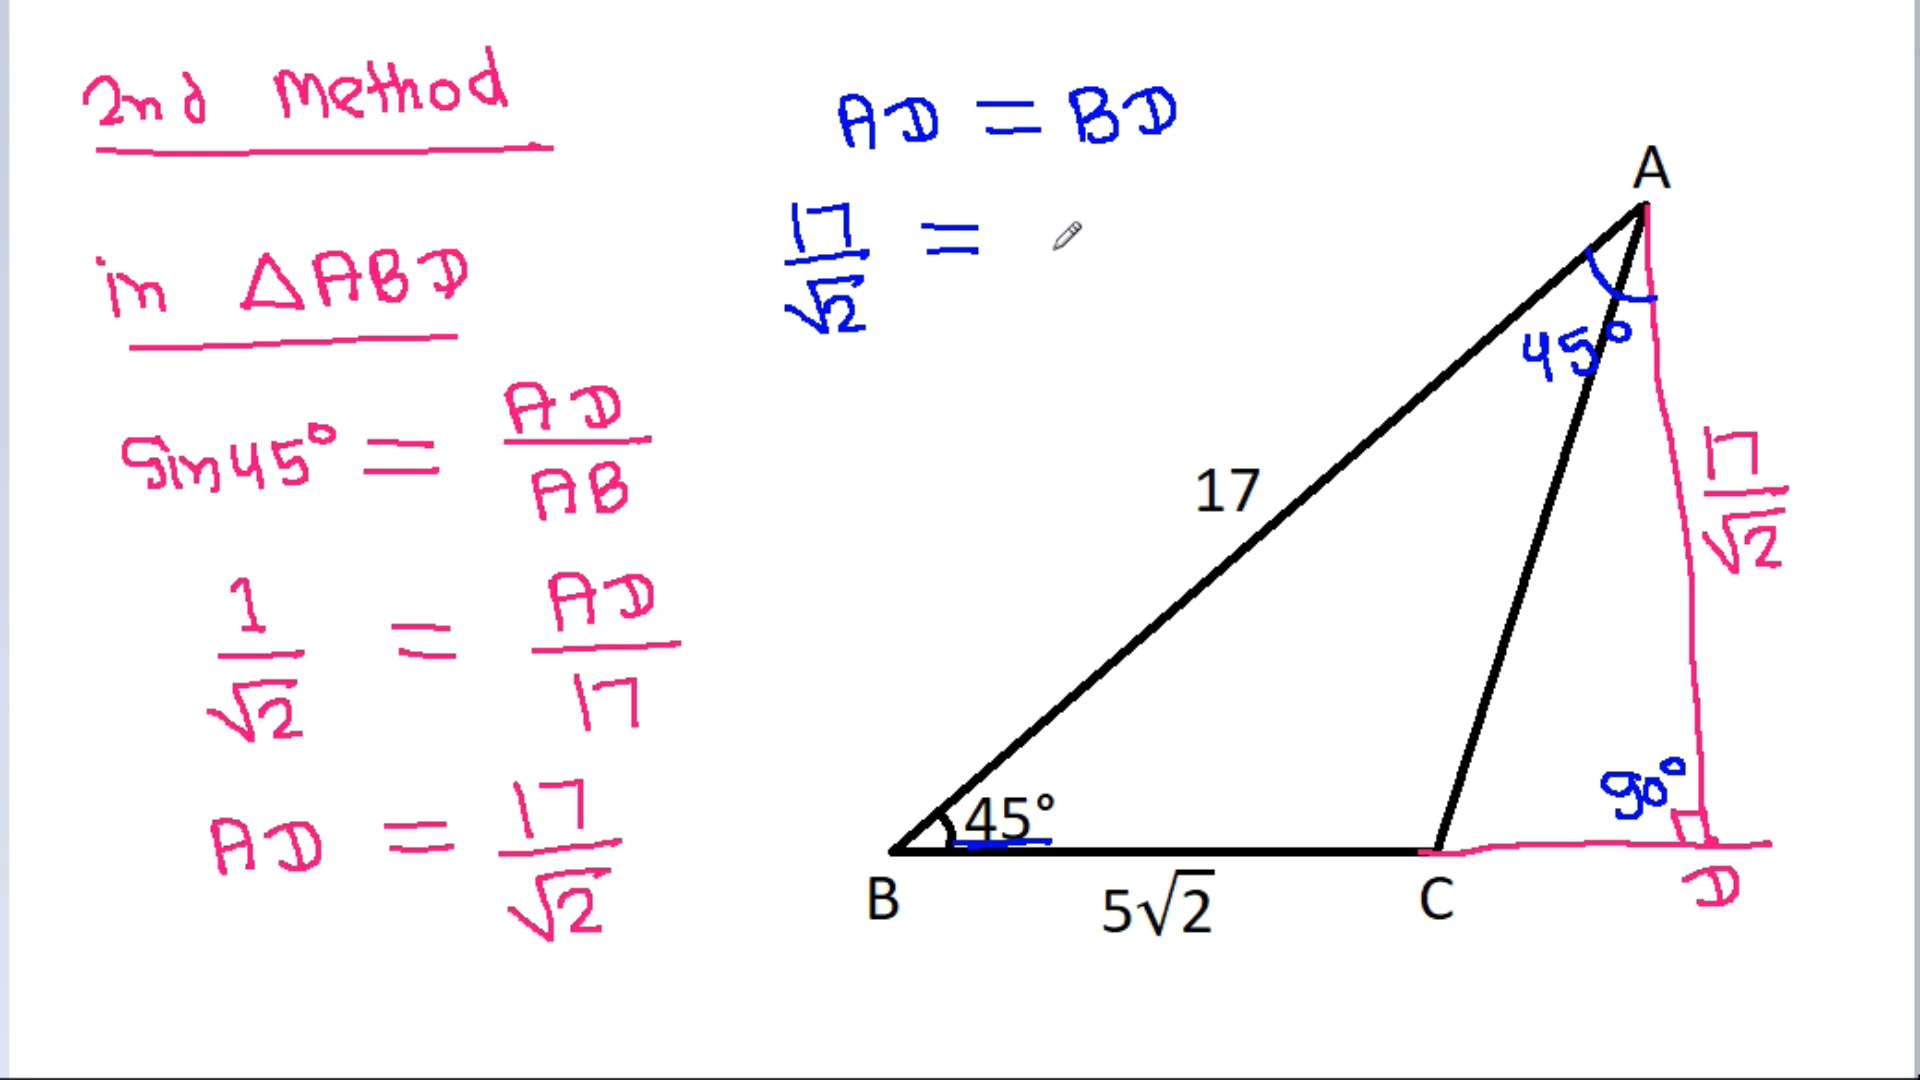 2nd Method
in △ABD
sin45° = AD/AB
1/√2 = AD/17
AD = 17/√2
AD = BD
17/√2 =
A
45°
17
17/√2
90°
45°
B
5√2
C
D